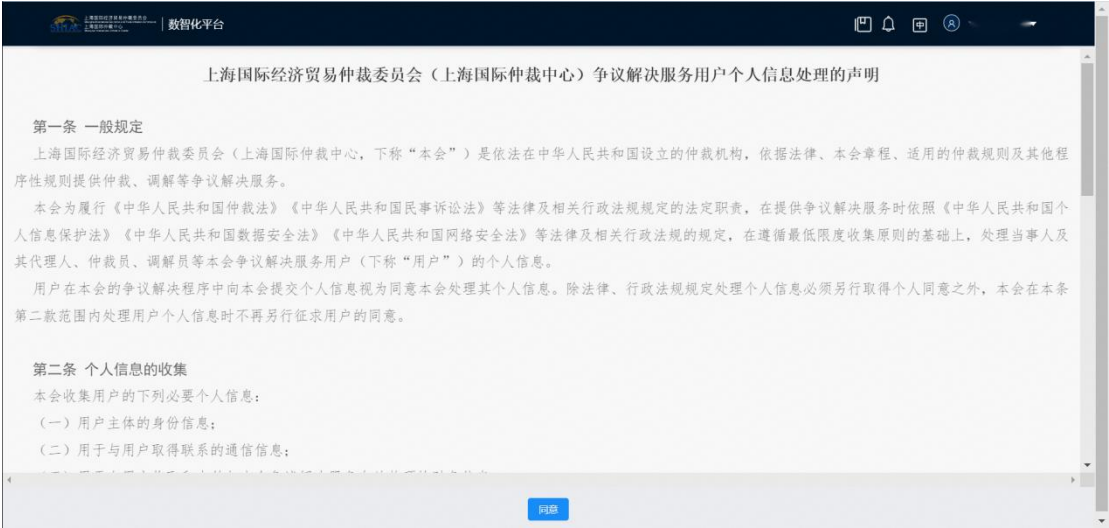 上海国际经济贸易仲裁委员会
上海国际仲裁中心
数智化平台
中
上海国际经济贸易仲裁委员会（上海国际仲裁中心）争议解决服务用户个人信息处理的声明
第一条 一般规定
上海国际经济贸易仲裁委员会（上海国际仲裁中心，下称“本会”）是依法在中华人民共和国设立的仲裁机构，依据法律、本会章程、适用的仲裁规则及其他程
序性规则提供仲裁、调解等争议解决服务。
本会为履行《中华人民共和国仲裁法》《中华人民共和国民事诉讼法》等法律及相关行政法规规定的法定职责，在提供争议解决服务时依照《中华人民共和国个
人信息保护法》《中华人民共和国数据安全法》《中华人民共和国网络安全法》等法律及相关行政法规的规定，在遵循最低限度收集原则的基础上，处理当事人及
其代理人、仲裁员、调解员等本会争议解决服务用户（下称“用户”）的个人信息。
用户在本会的争议解决程序中向本会提交个人信息视为同意本会处理其个人信息。除法律、行政法规规定处理个人信息必须另行取得个人同意之外，本会在本条
第二款范围内处理用户个人信息时不再另行征求用户的同意。
第二条 个人信息的收集
本会收集用户的下列必要个人信息：
（一）用户主体的身份信息；
（二）用于与用户取得联系的通信信息；
同意